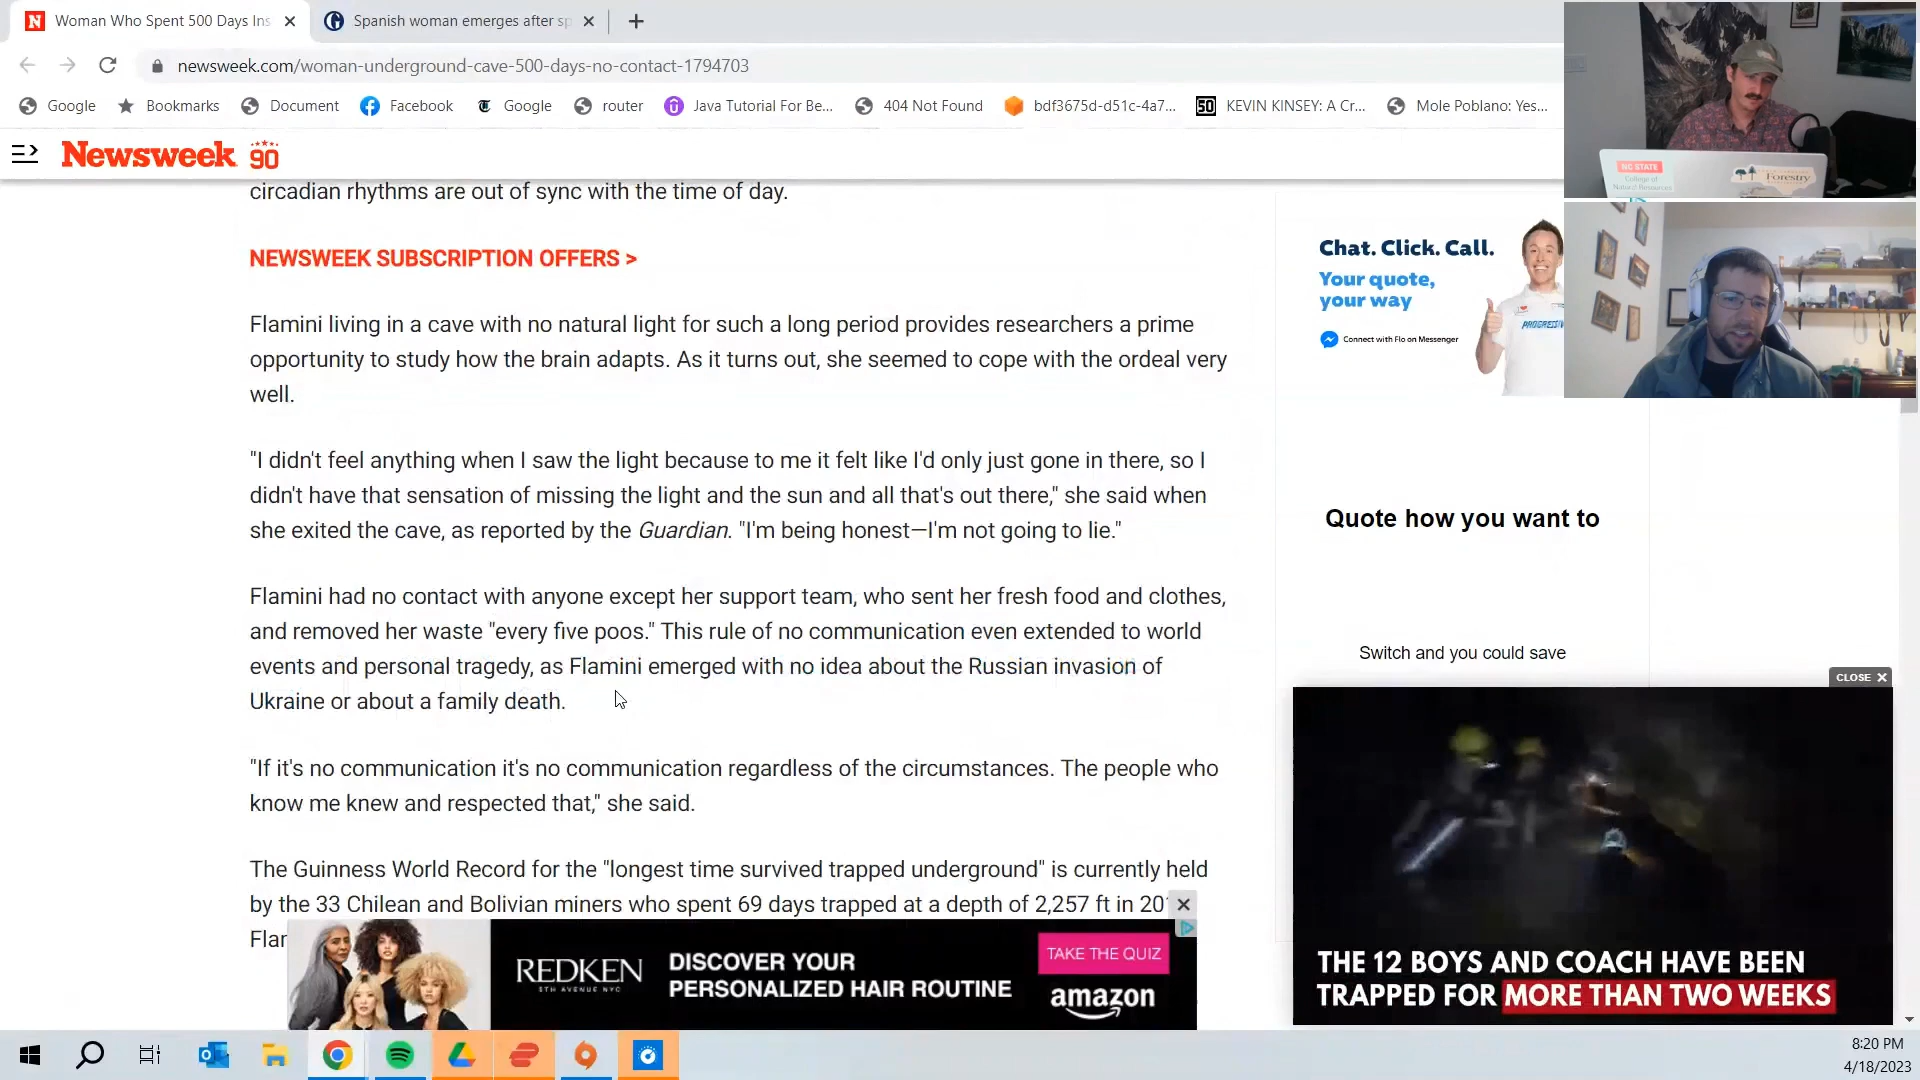 Woman Who Spent 500 Days Ins
Spanish woman emerges after sp
newsweek.com/woman-underground-cave-500-days-no-contact-1794703
Google Bookmarks Document Facebook Google router Java Tutorial For Be... 404 Not Found bdf3675d-d51c-4a7... KEVIN KINSEY: A Cr... Mole Poblano: Yes...
Newsweek 90
NC STATE
College of
Natural Resources
Forestry
circadian rhythms are out of sync with the time of day.
NEWSWEEK SUBSCRIPTION OFFERS >
Flamini living in a cave with no natural light for such a long period provides researchers a prime
opportunity to study how the brain adapts. As it turns out, she seemed to cope with the ordeal very
well.
"I didn't feel anything when I saw the light because to me it felt like I'd only just gone in there, so I
didn't have that sensation of missing the light and the sun and all that's out there," she said when
she exited the cave, as reported by the Guardian. "I'm being honest—I'm not going to lie."
Flamini had no contact with anyone except her support team, who sent her fresh food and clothes,
and removed her waste "every five poos." This rule of no communication even extended to world
events and personal tragedy, as Flamini emerged with no idea about the Russian invasion of
Ukraine or about a family death.
"If it's no communication it's no communication regardless of the circumstances. The people who
know me knew and respected that," she said.
The Guinness World Record for the "longest time survived trapped underground" is currently held
by the 33 Chilean and Bolivian miners who spent 69 days trapped at a depth of 2,257 ft in 20
Flar
Chat. Click. Call.
Your quote,
your way
Connect with Flo on Messenger
PROGRESSIV
Quote how you want to
Switch and you could save
CLOSE
THE 12 BOYS AND COACH HAVE BEEN
TRAPPED FOR MORE THAN TWO WEEKS
REDKEN
5TH AVENUE NYC
DISCOVER YOUR
PERSONALIZED HAIR ROUTINE
TAKE THE QUIZ
amazon
8:20 PM
4/18/2023